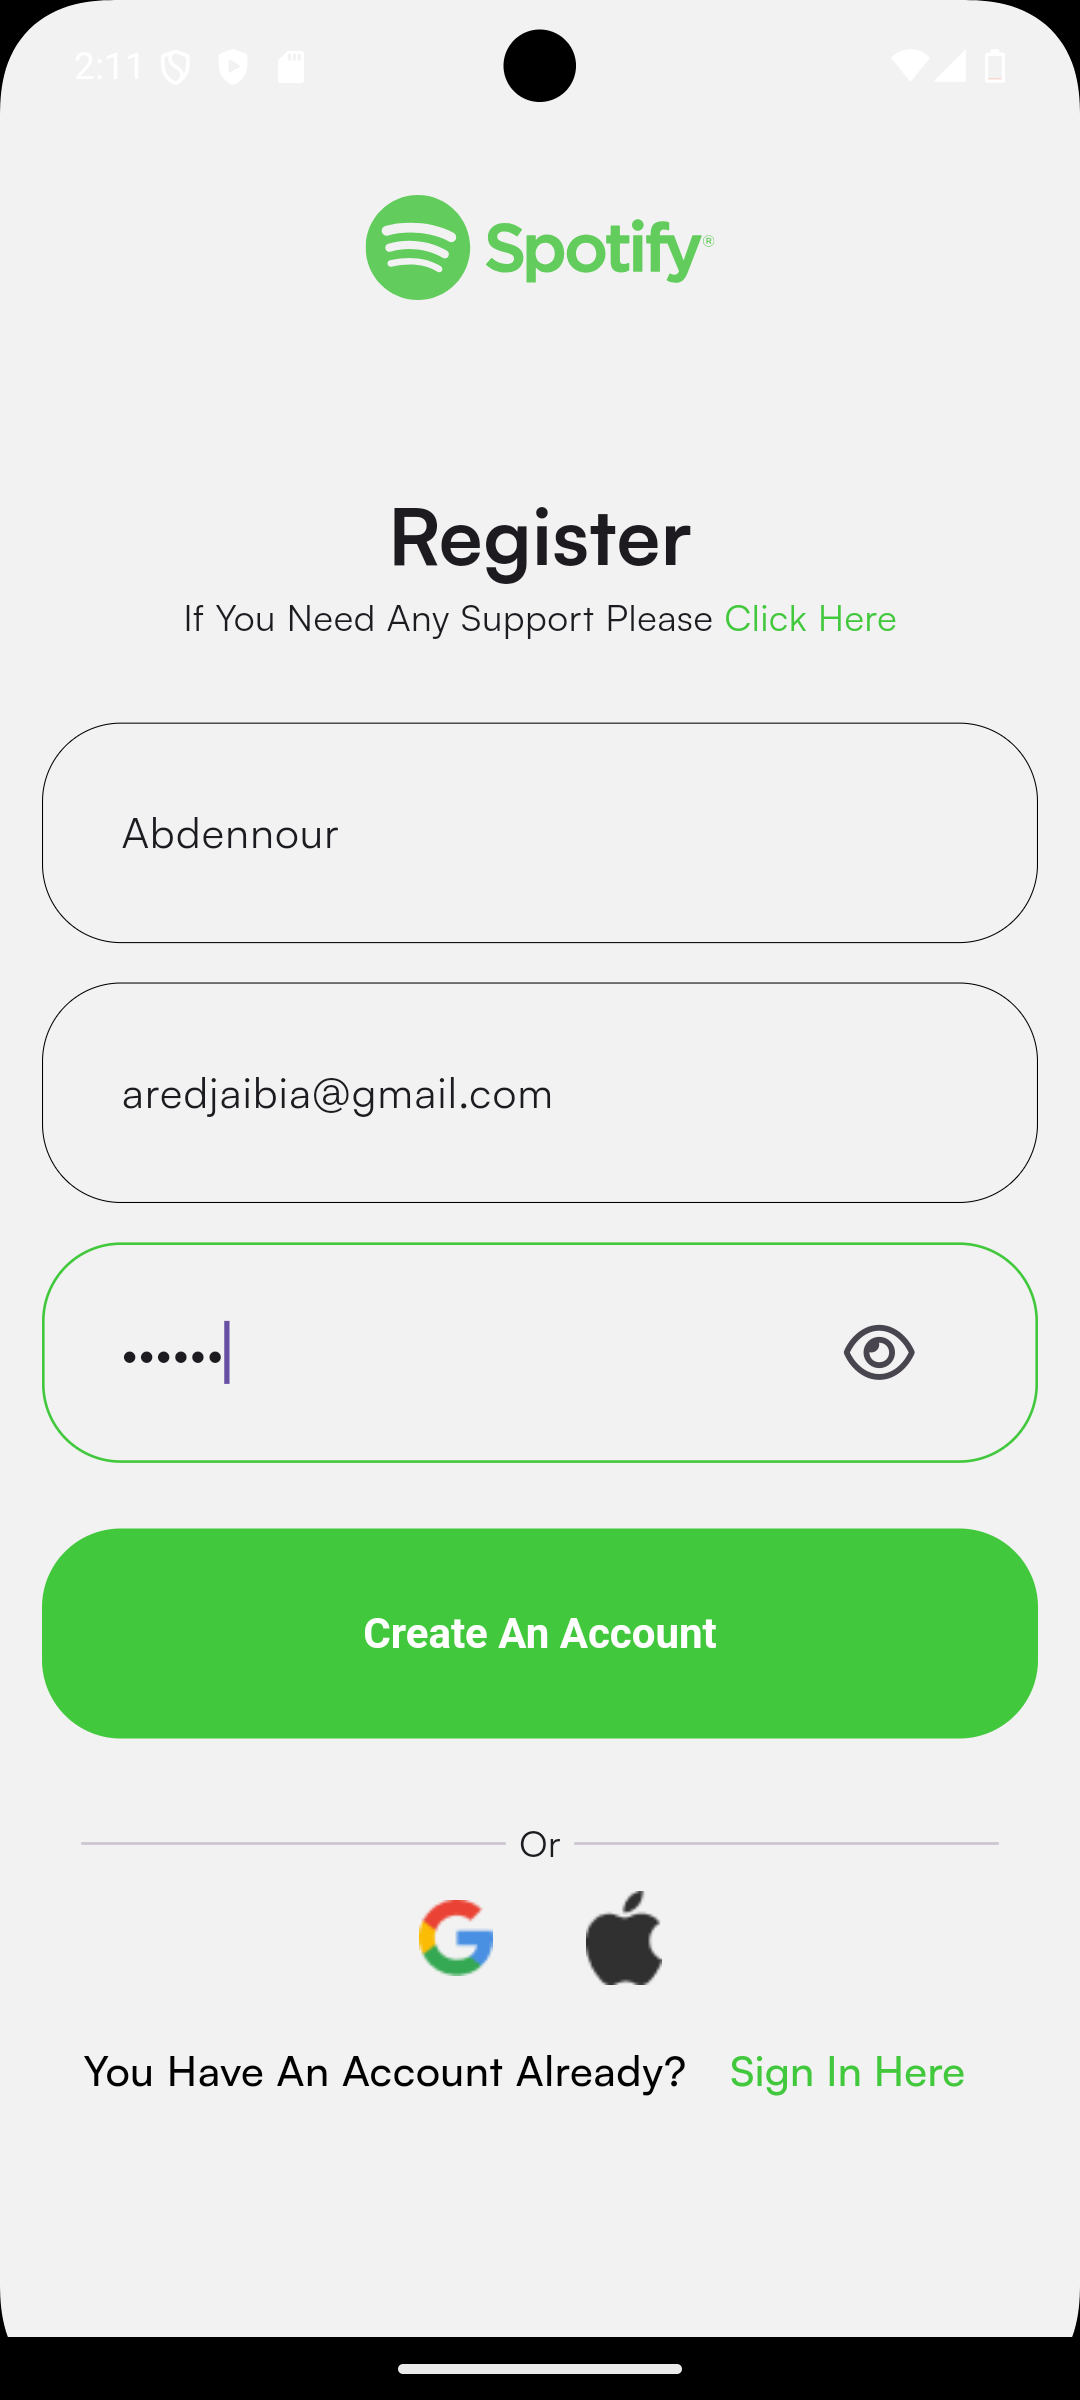 2:11
Spotify®
Register
If You Need Any Support Please Click Here
Abdennour
aredjaibia@gmail.com
••••••
Create An Account
Or
You Have An Account Already? Sign In Here